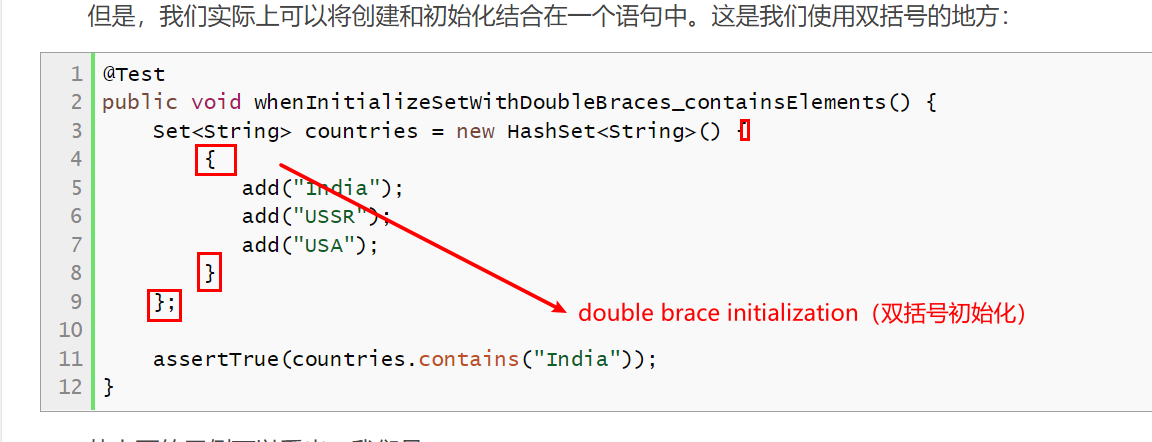 但是，我们实际上可以将创建和初始化结合在一个语句中。这是我们使用双括号的地方：
1 @Test
2 public void whenInitializeSetWithDoubleBraces_containsElements() {
3 Set<String> countries = new HashSet<String>() {
4 {
5 add("India");
6 add("USSR");
7 add("USA");
8 }
9 };
double brace initialization（双括号初始化）
10
11 assertTrue(countries.contains("India"));
12 }